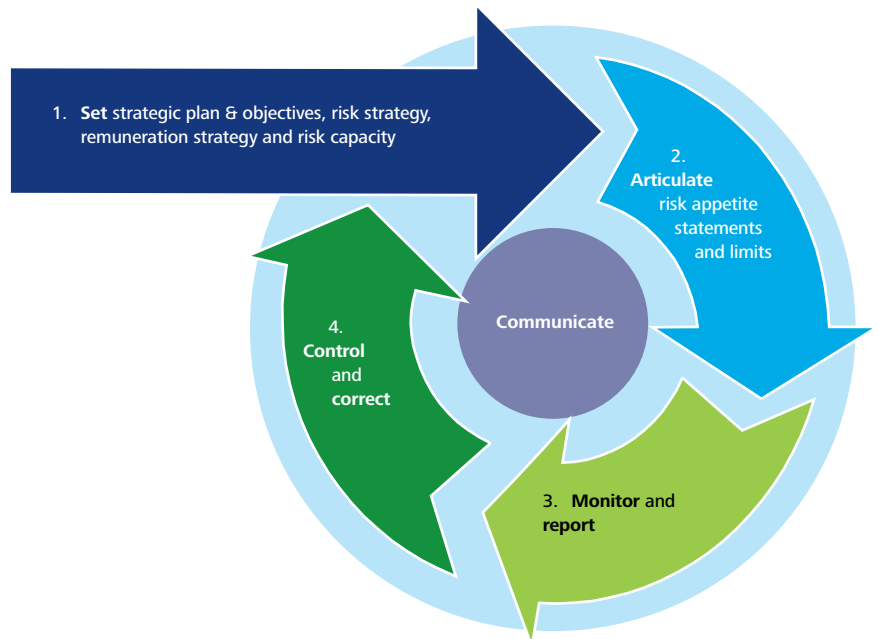 1. Set strategic plan & objectives, risk strategy,
remuneration strategy and risk capacity
2.
Articulate
risk appetite
statements
and limits
Communicate
3. Monitor and
report
4.
Control
and
correct